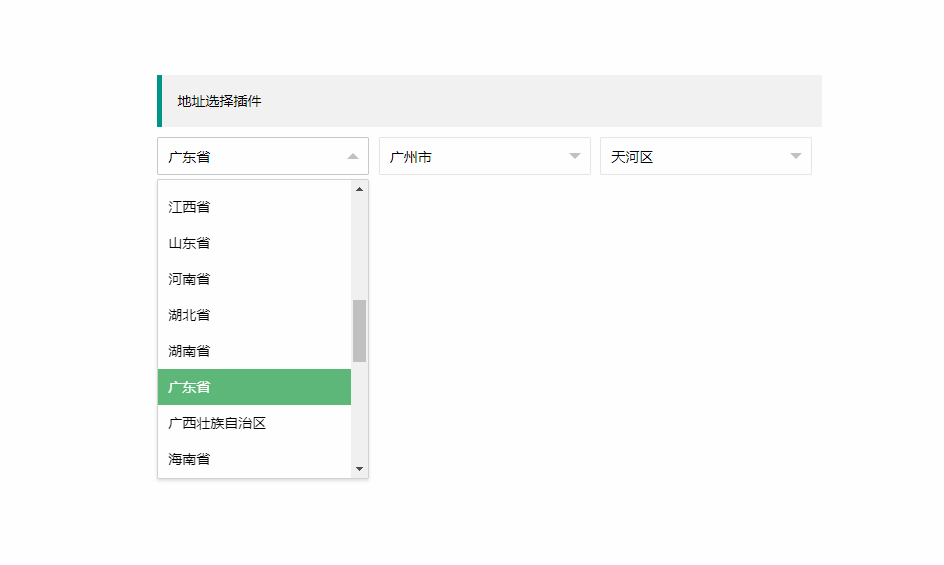 地址选择插件
广东省 广州市 天河区
江西省
山东省
河南省
湖北省
湖南省
广东省
广西壮族自治区
海南省